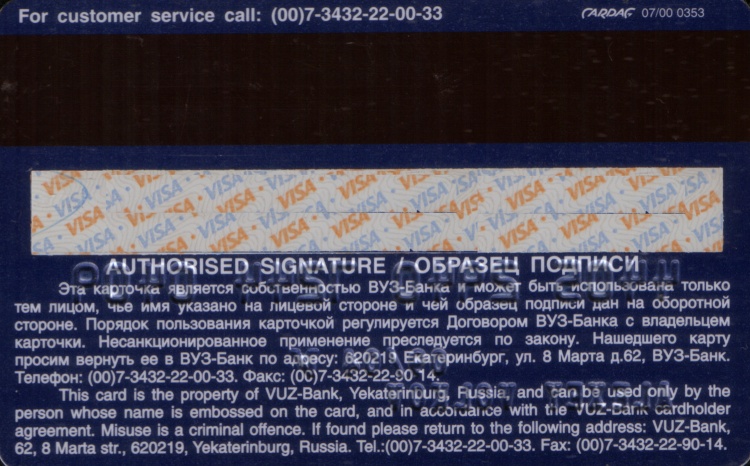 For customer service call: (00)7-3432-22-00-33
CARDAG 07/00 0353
VISA VISA VISA VISA VISA VISA VISA VISA
AUTHORISED SIGNATURE / ОБРАЗЕЦ ПОДПИСИ
Эта карточка является собственностью ВУЗ-Банка и может быть использована только
тем лицом, чье имя указано на лицевой стороне и чей образец подписи дан на оборотной
стороне. Порядок пользования карточкой регулируется Договором ВУЗ-Банка с владельцем
карточки. Несанкционированное применение преследуется по закону. Нашедшего карту
просим вернуть ее в ВУЗ-Банк по адресу: 620219 Екатеринбург, ул. 8 Марта д.62, ВУЗ-Банк.
Телефон: (00)7-3432-22-00-33. Факс: (00)7-3432-22-90-14.
This card is the property of VUZ-Bank, Yekaterinburg, Russia, and can be used only by the
person whose name is embossed on the card, and in accordance with the VUZ-Bank cardholder
agreement. Misuse is a criminal offence. If found please return to the following address: VUZ-Bank,
62, 8 Marta str., 620219, Yekaterinburg, Russia. Tel.:(00)7-3432-22-00-33. Fax: (00)7-3432-22-90-14.